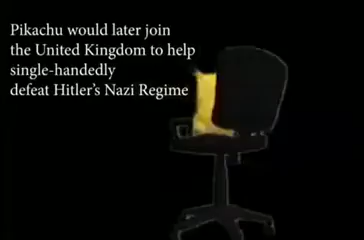 Pikachu would later join
the United Kingdom to help
single-handedly
defeat Hitler's Nazi Regime